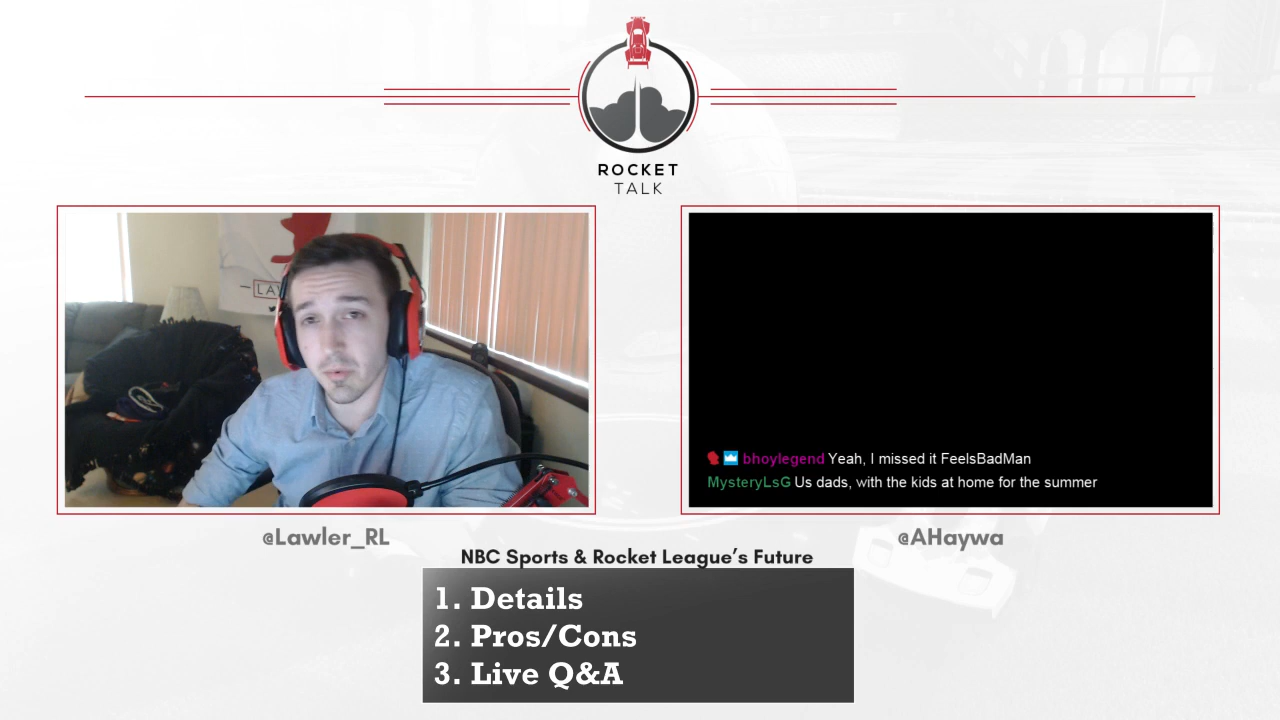 ROCKET
TALK
LA
bhoylegend Yeah, I missed it FeelsBadMan
MysteryLsG Us dads, with the kids at home for the summer
@Lawler_RL
@AHaywa
NBC Sports & Rocket League’s Future
1. Details
2. Pros/Cons
3. Live Q&A